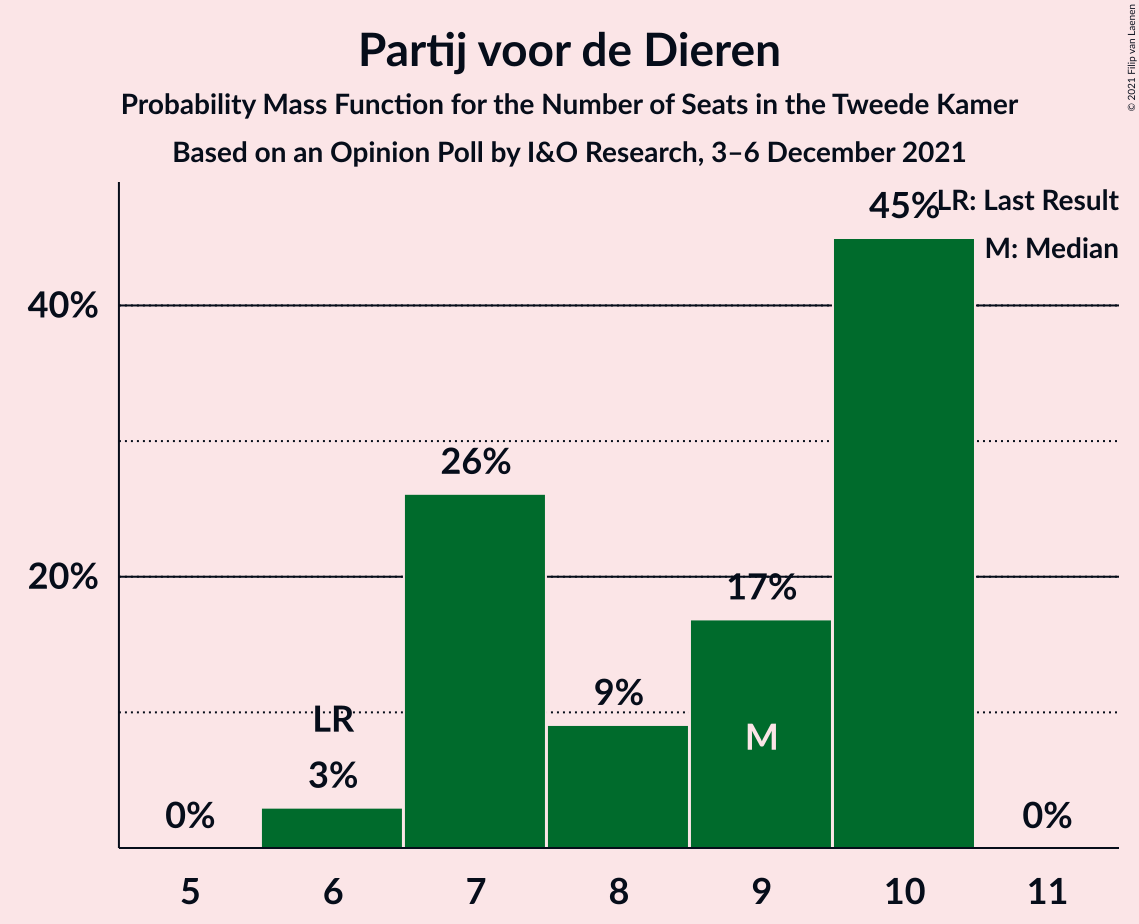 Partij voor de Dieren
Probability Mass Function for the Number of Seats in the Tweede Kamer
Based on an Opinion Poll by I&O Research, 3–6 December 2021
© 2021 Filip van Laenen
LR: Last Result
M: Median
45%
40%
26%
20%
17%
9%
LR
M
3%
0%
0%
5 6 7 8 9 10 11